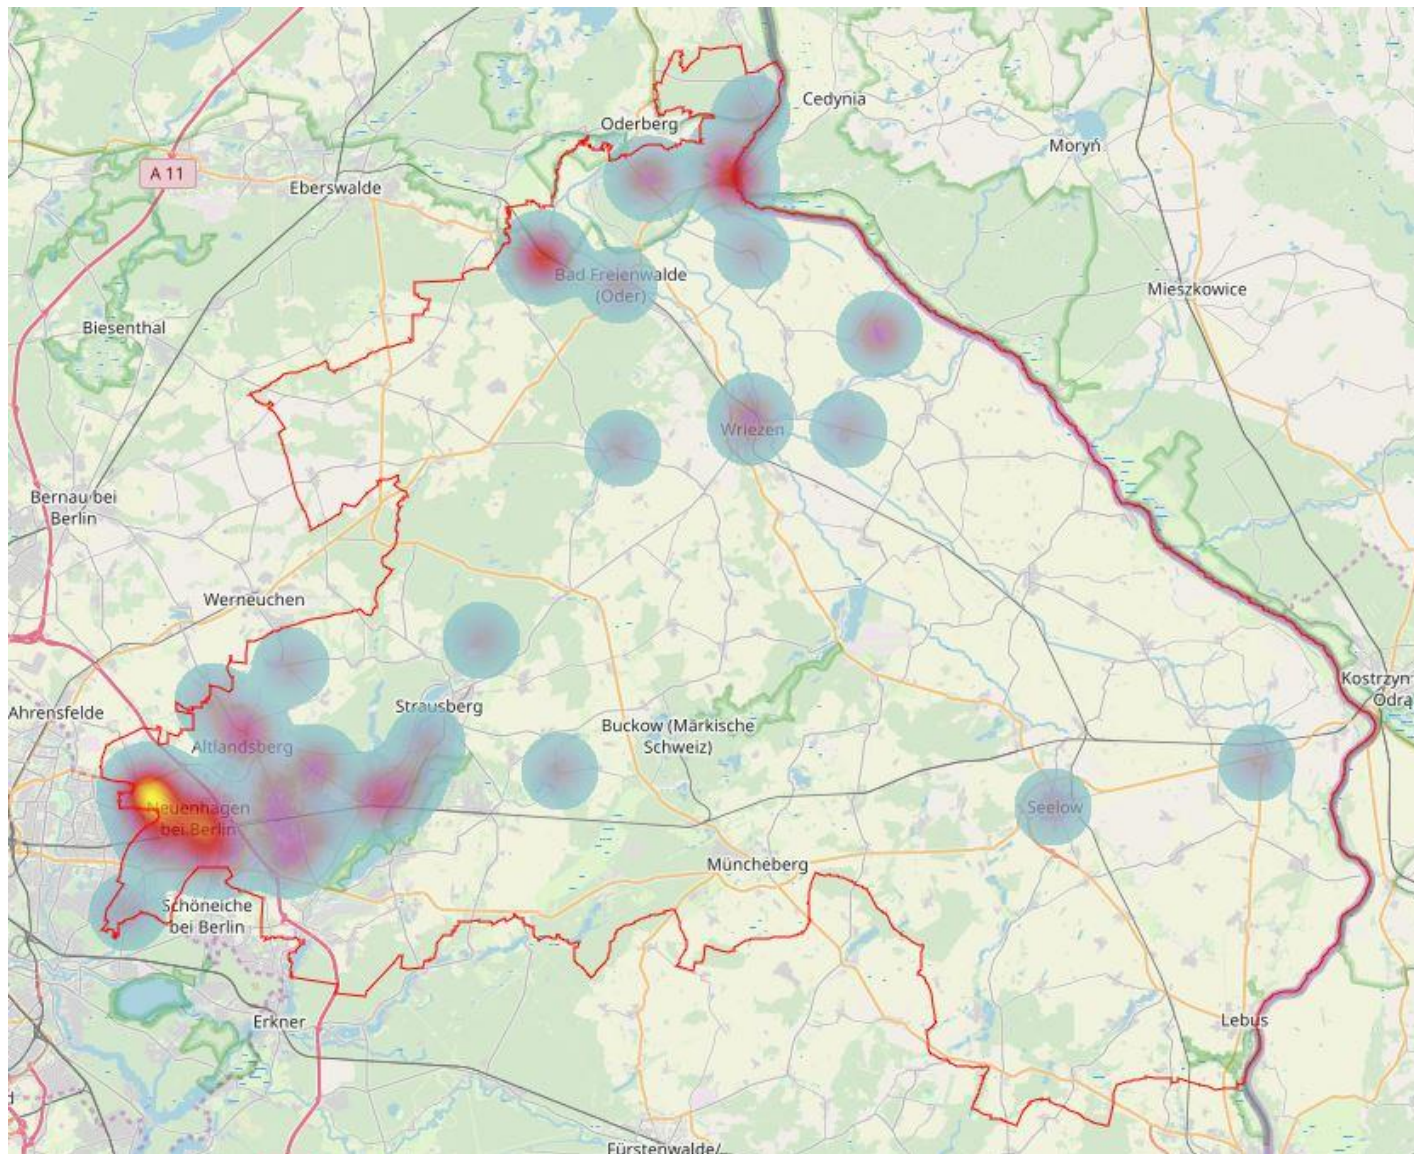 Cedynia
Oderberg
Moryń
A 11
Eberswalde
Bad Freienwalde
(Oder)
Mieszkowice
Biesenthal
Wriezen
Bernau bei
Berlin
Werneuchen
Kostrzyn
Odrą
Strausberg
Ahrensfelde
Buckow (Märkische
Schweiz)
Altlandsberg
Neuenhagen
bei Berlin
Seelow
Müncheberg
Schöneiche
bei Berlin
Erkner
Lebus
Fürstenwalde/